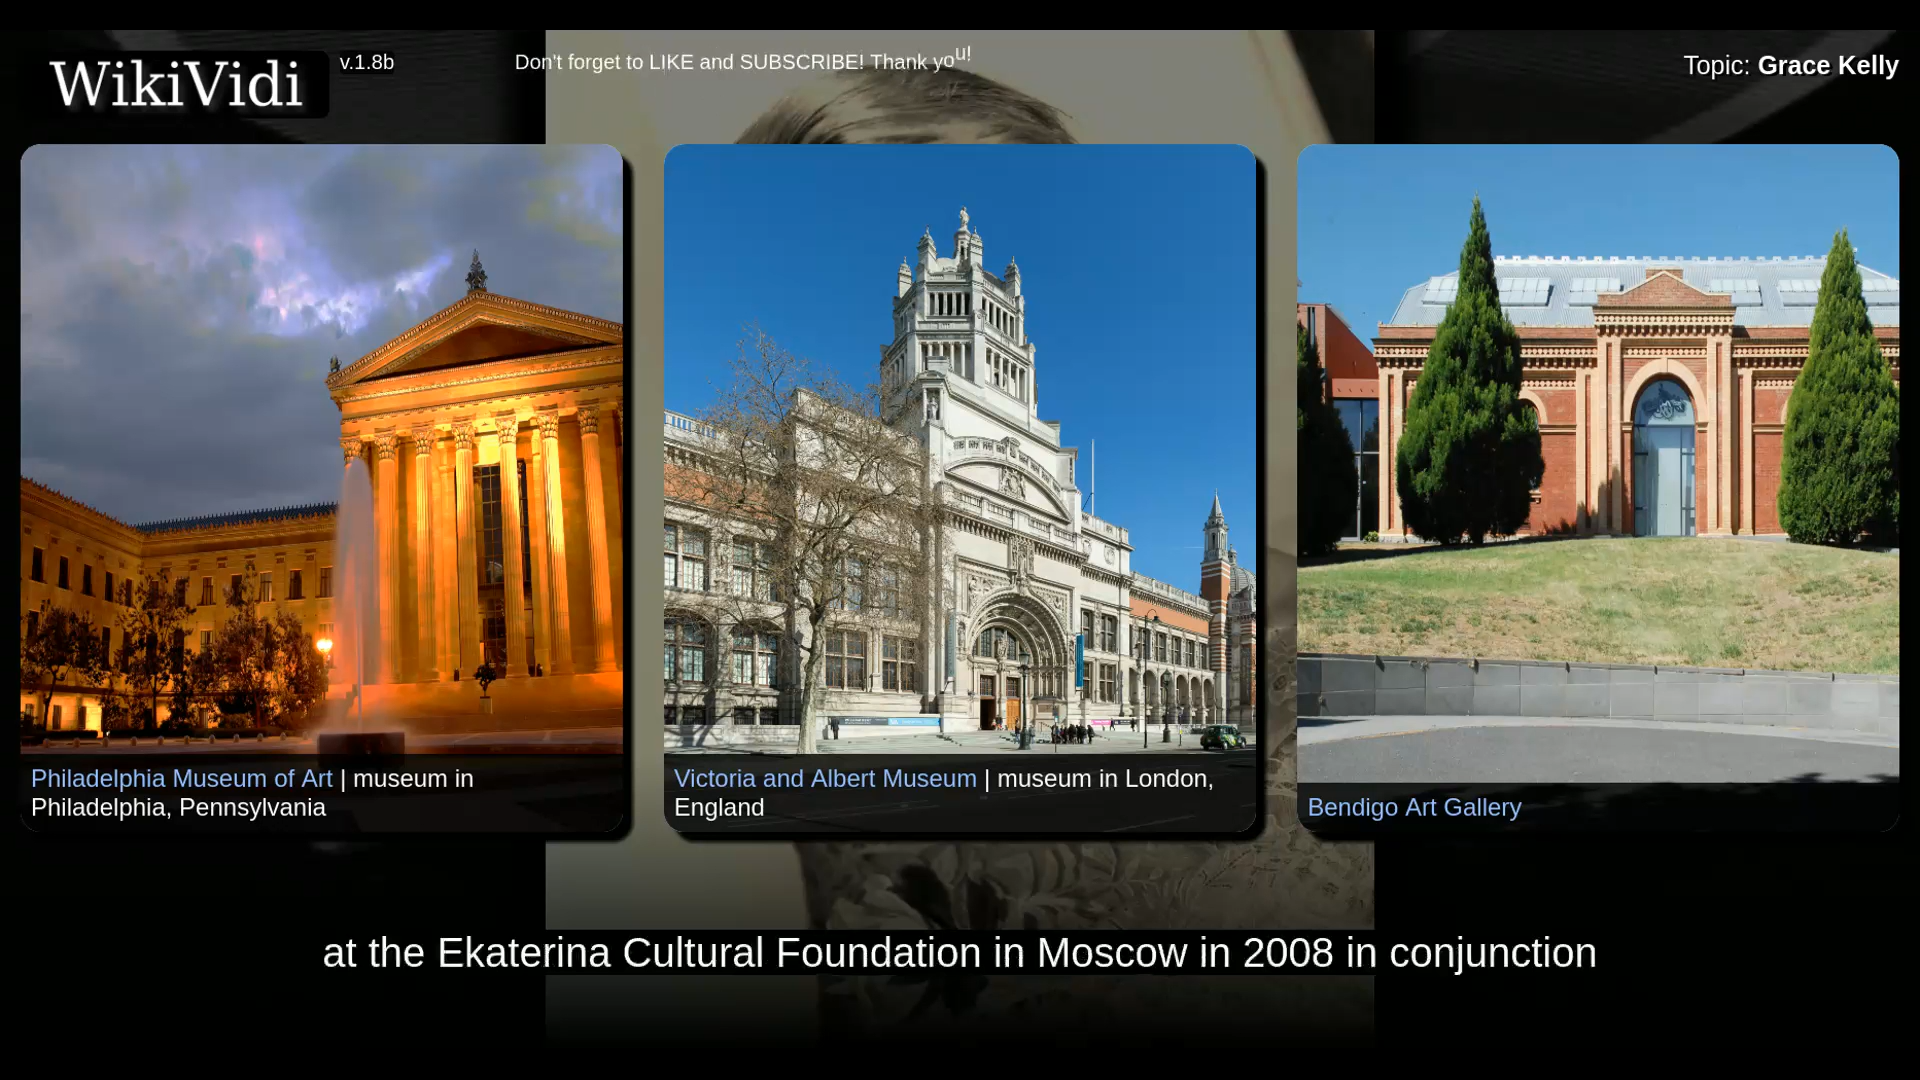 WikiVidi
v.1.8b
Don't forget to LIKE and SUBSCRIBE! Thank you!
Topic: Grace Kelly
Philadelphia Museum of Art | museum in
Philadelphia, Pennsylvania
Victoria and Albert Museum | museum in London,
England
Bendigo Art Gallery
at the Ekaterina Cultural Foundation in Moscow in 2008 in conjunction